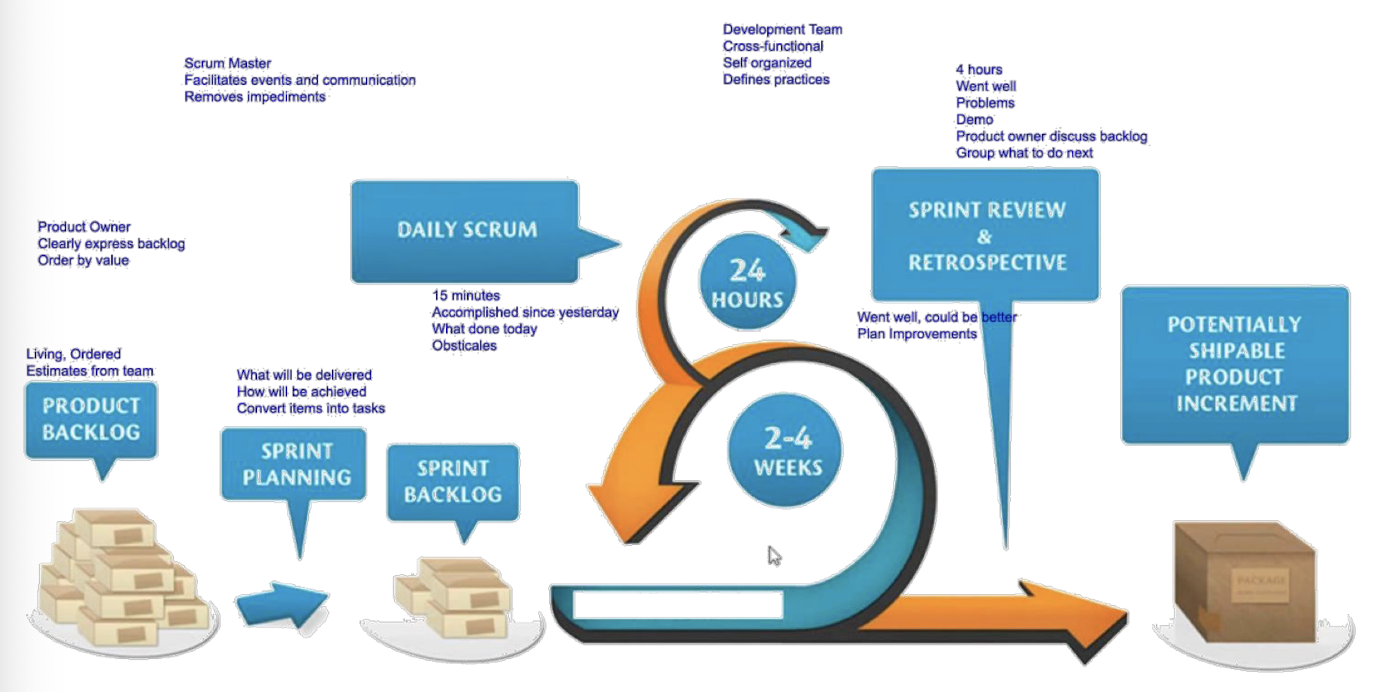 Development Team
Cross-functional
Self organized
Defines practices
Scrum Master
Facilitates events and communication
Removes impediments
4 hours
Went well
Problems
Demo
Product owner discuss backlog
Group what to do next
Product Owner
Clearly express backlog
Order by value
DAILY SCRUM
15 minutes
Accomplished since yesterday
What done today
Obsticales
24
HOURS
SPRINT REVIEW
&
RETROSPECTIVE
Went well, could be better
Plan Improvements
POTENTIALLY
SHIPABLE
PRODUCT
INCREMENT
Living, Ordered
Estimates from team
PRODUCT
BACKLOG
What will be delivered
How will be achieved
Convert items into tasks
SPRINT
PLANNING
SPRINT
BACKLOG
2-4
WEEKS
PACKAGE